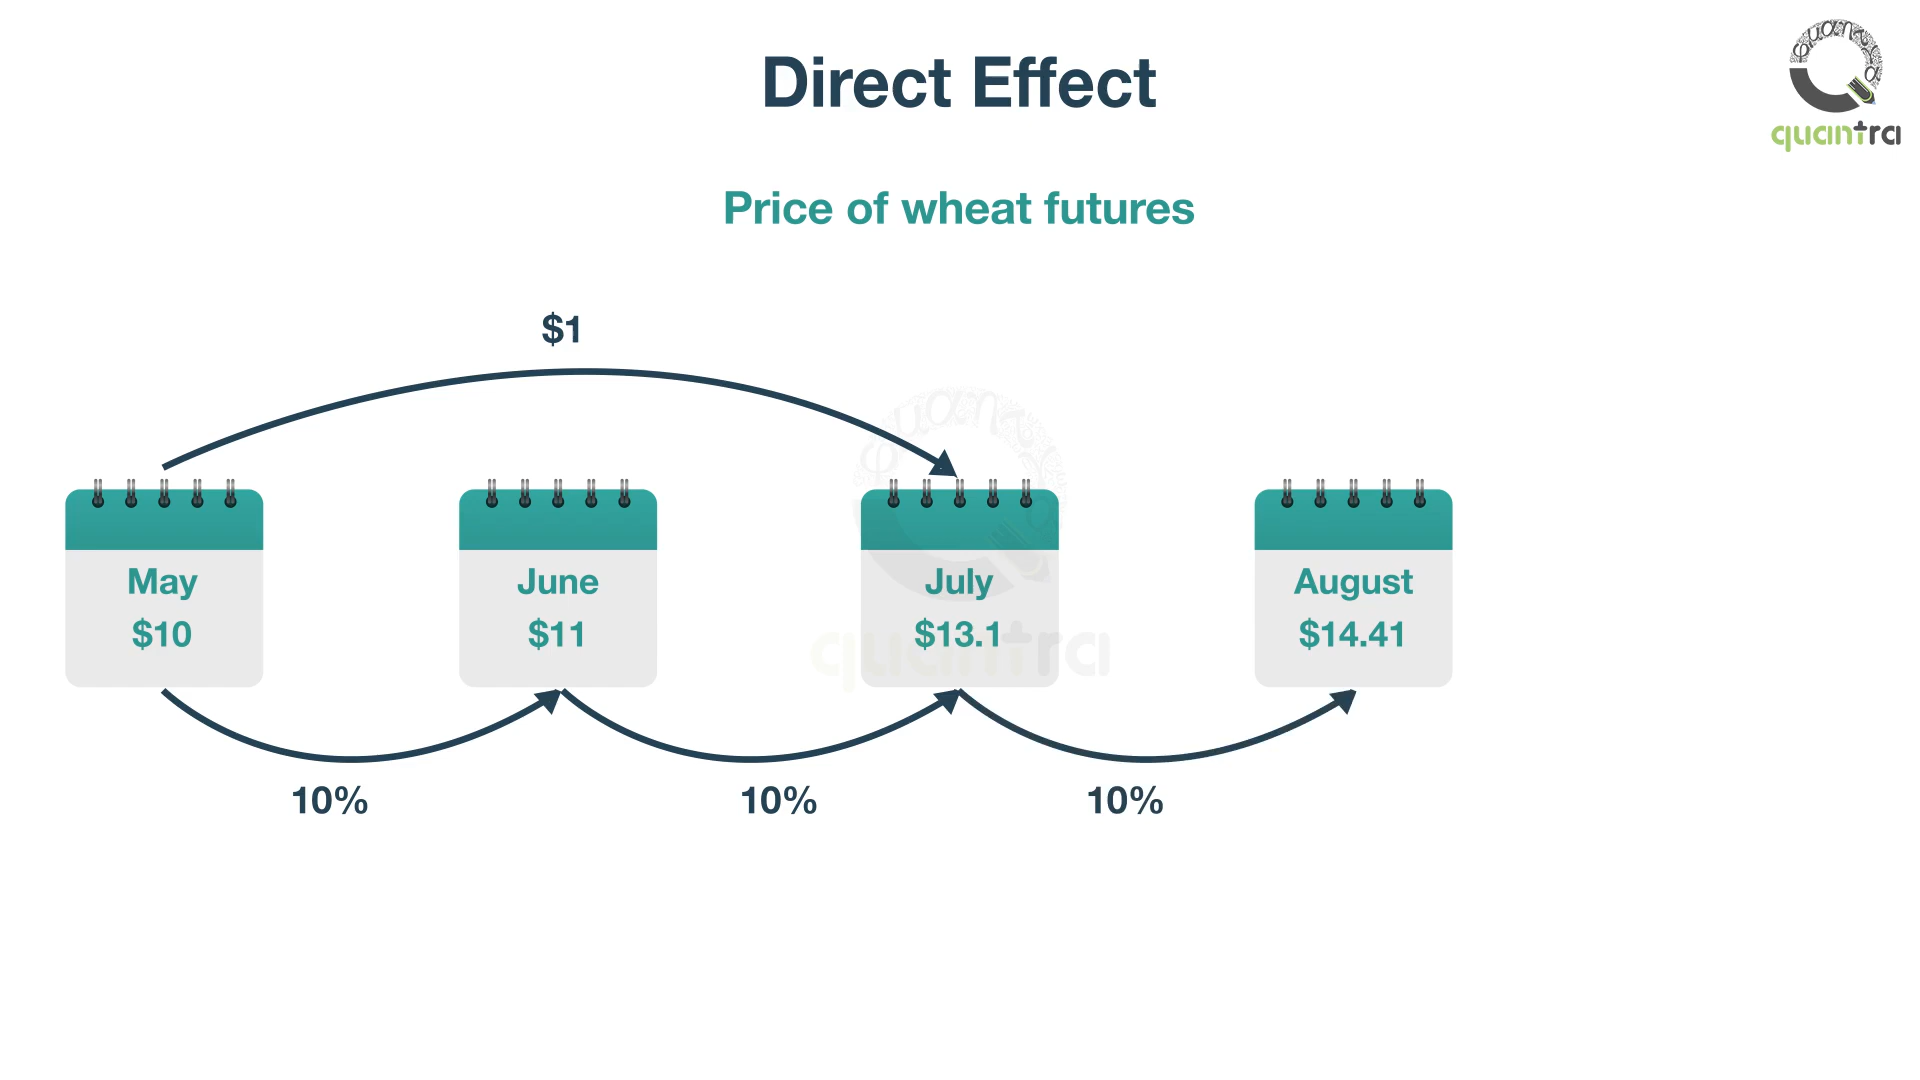 Direct Effect
quantra
Price of wheat futures
$1
May
$10
June
$11
July
$13.1
August
$14.41
quantra
10%
10%
10%